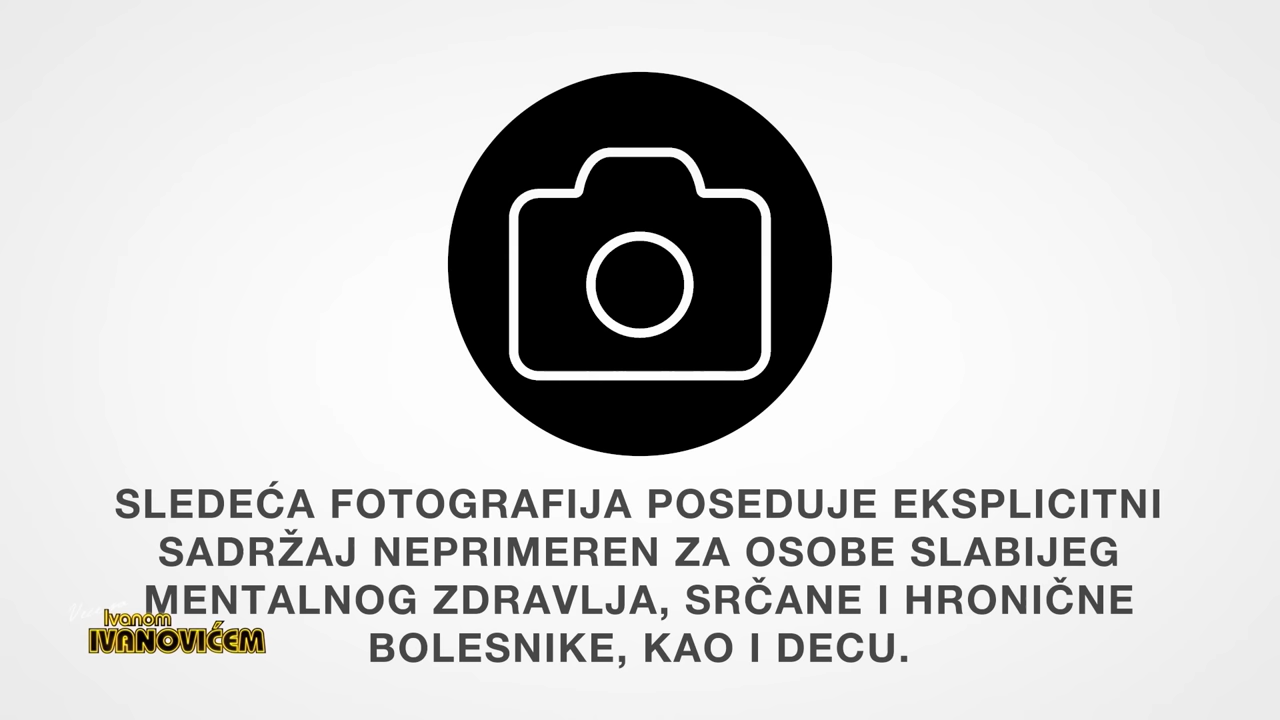 SLEDEĆA FOTOGRAFIJA POSEDUJE EKSPLICITNI
SADRŽAJ NEPRIMEREN ZA OSOBE SLABIJEG
MENTALNOG ZDRAVLJA, SRČANE I HRONIČNE
BOLESNIKE, KAO I DECU.
Ivanom
IVANOVIĆEM